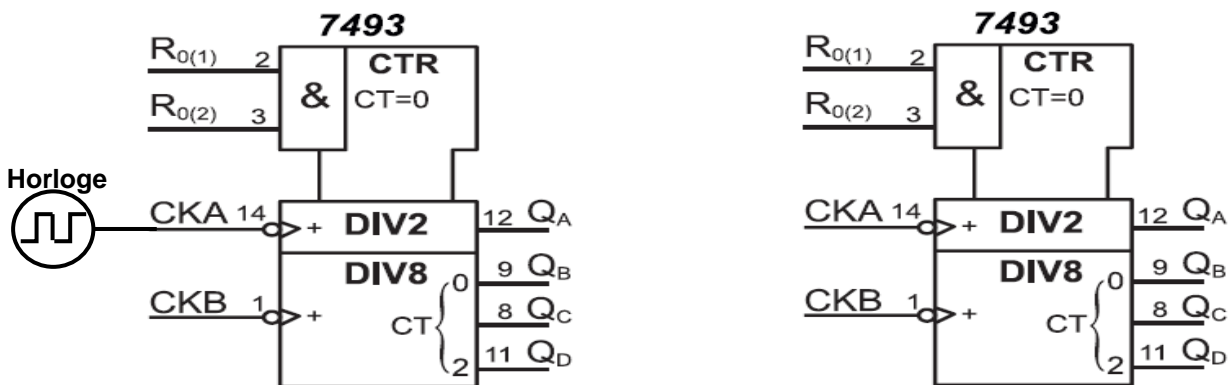 7493
R0(1) 2
CTR
& CT=0
R0(2) 3
Horloge
CKA 14 + DIV2 12 QA
DIV8
0 9 QB
CKB 1 + CT 8 QC
2 11 QD
7493
R0(1) 2
CTR
& CT=0
R0(2) 3
CKA 14 + DIV2 12 QA
DIV8
0 9 QB
CKB 1 + CT 8 QC
2 11 QD